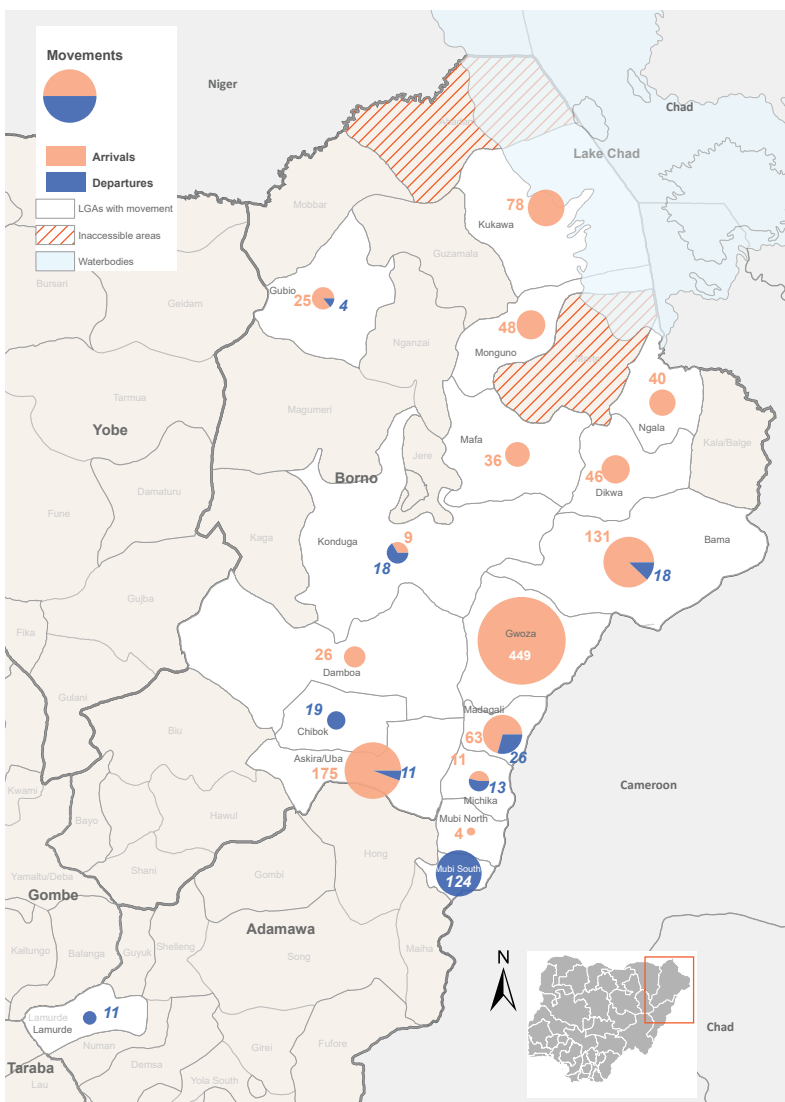 Movements
Arrivals
Departures
LGAs with movement
Inaccessible areas
Waterbodies
Niger
Chad
Lake Chad
Abadam
Mobbar
Kukawa
78
Guzamala
Bursari
Geidam
Gubio
25
4
Nganzai
48
Monguno
Marte
40
Ngala
Kala/Balge
Tarmua
Magumeri
Yobe
Mafa
36
Jere
46
Dikwa
Borno
Damaturu
Fune
Kaga
Konduga
9
18
131
Bama
18
Gujba
Fika
Gwoza
449
26
Damboa
Gulani
19
Chibok
Madagali
63
26
Biu
Askira/Uba
175
11
11
13
Michika
Cameroon
Kwami
Bayo
Hawul
Mubi North
4
Hong
Shani
Gombi
Mubi South
124
Yamaltu/Deba
Gombe
Adamawa
Kaltungo
Balanga
Guyuk
Shelleng
Song
Maiha
N
Lamurde
Lamurde
11
Numan
Girei
Fufore
Chad
Taraba
Demsa
Lau
Yola South